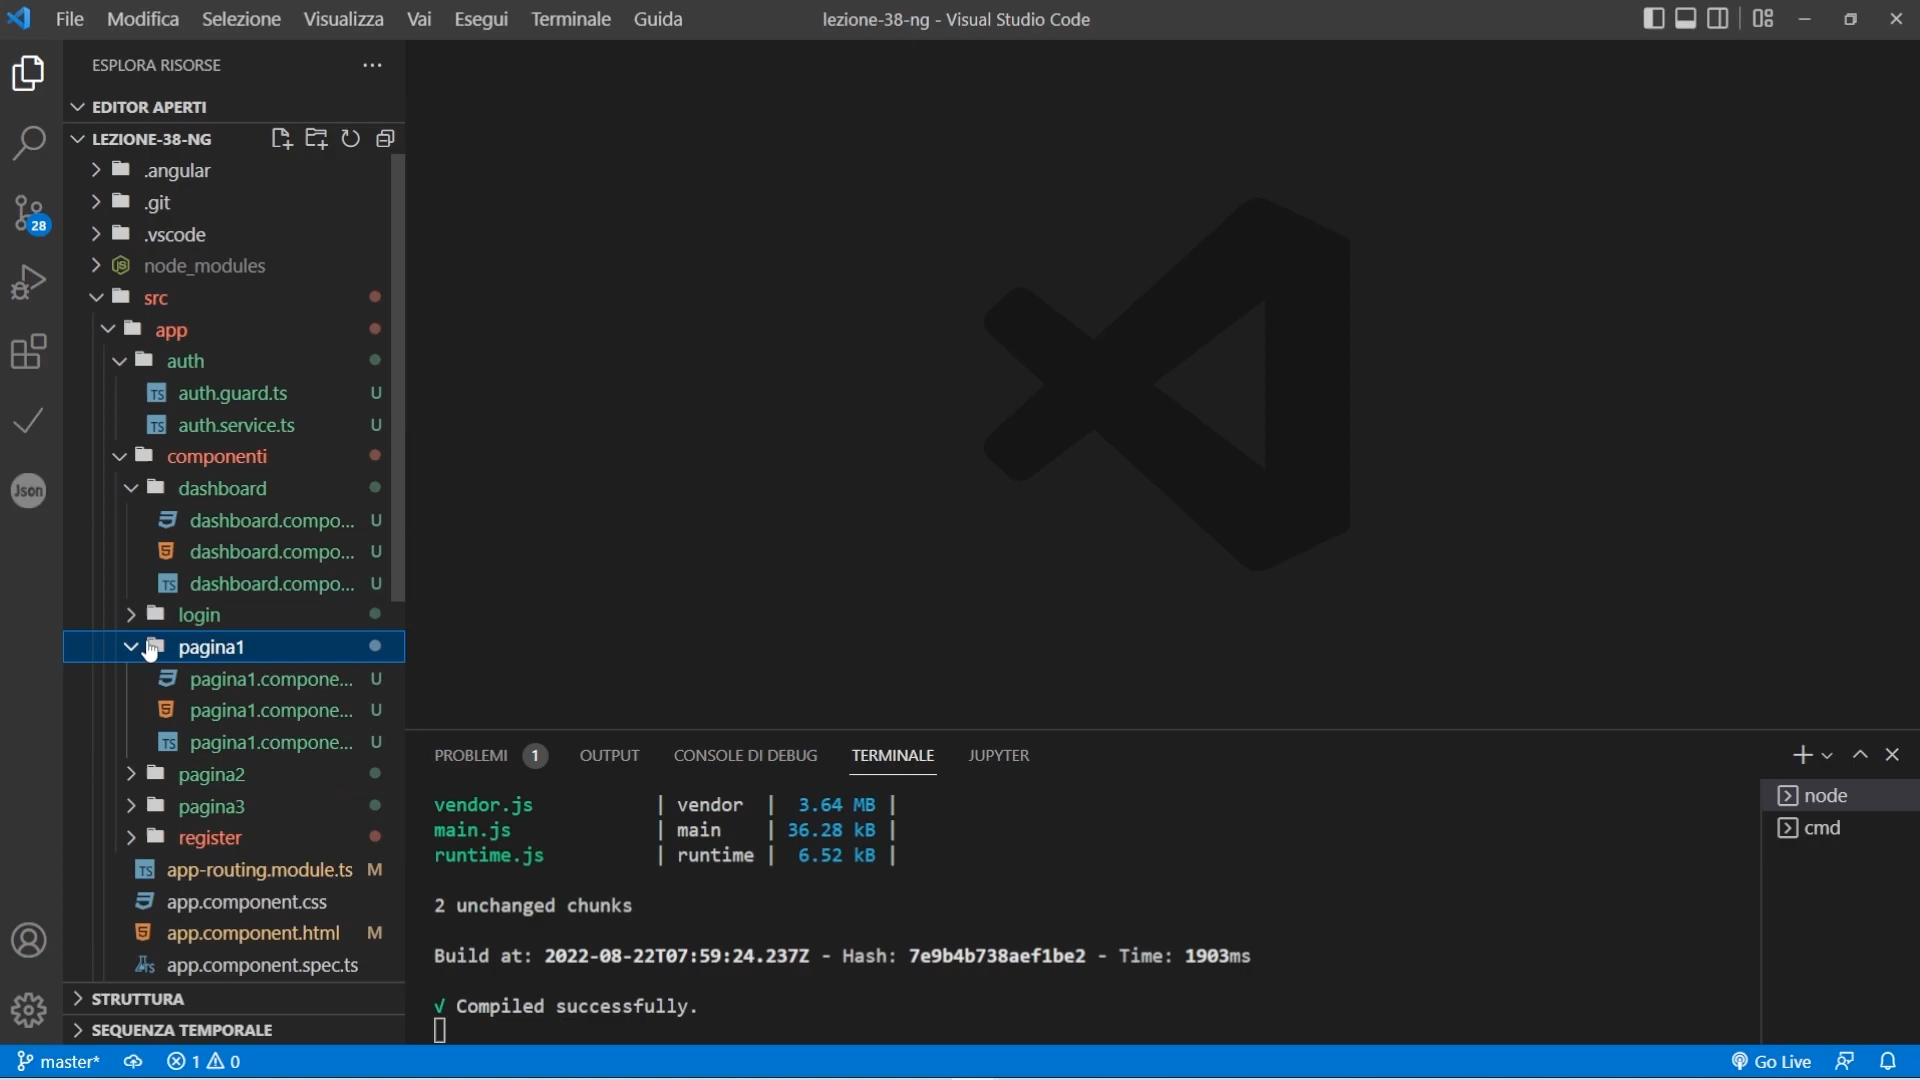 File Modifica Selezione Visualizza Vai Esegui Terminale Guida
lezione-38-ng - Visual Studio Code
ESPLORA RISORSE
EDITOR APERTI
LEZIONE-38-NG
.angular
.git
28
.vscode
node_modules
src
app
auth
auth.guard.ts U
auth.service.ts U
componenti
dashboard
Json
dashboard.compo... U
dashboard.compo... U
TS dashboard.compo... U
login
pagina1
pagina1.compone... U
pagina1.compone... U
TS pagina1.compone... U
pagina2
pagina3
register
TS app-routing.module.ts M
app.component.css
app.component.html M
app.component.spec.ts
STRUTTURA
SEQUENZA TEMPORALE
PROBLEMI 1 OUTPUT CONSOLE DI DEBUG TERMINALE JUPYTER
vendor.js | vendor | 3.64 MB |
main.js | main | 36.28 kB |
runtime.js | runtime | 6.52 kB |
2 unchanged chunks
Build at: 2022-08-22T07:59:24.237Z - Hash: 7e9b4b738aef1be2 - Time: 1903ms
√ Compiled successfully.
node
cmd
master* 1 0
Go Live